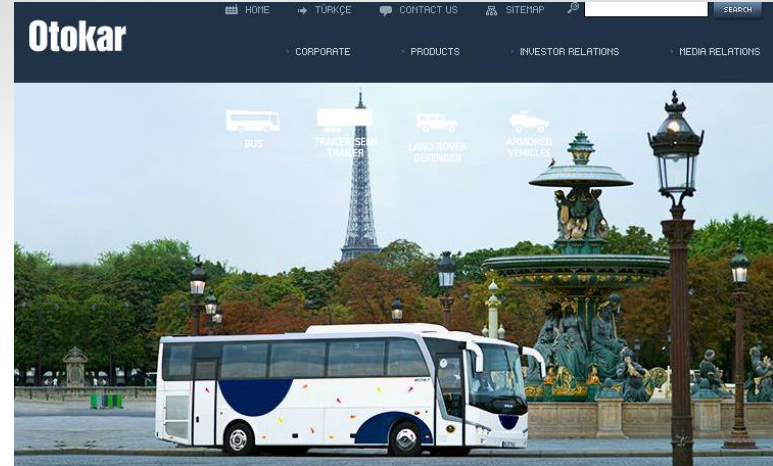 HOME
TÜRKÇE
CONTACT US
SITEMAP
SEARCH
Otokar
CORPORATE
PRODUCTS
INVESTOR RELATIONS
MEDIA RELATIONS
BUS
TRAILER/SEMI
TRAILER
LAND ROVER
DEFENDER
ARMORED
VEHICLES